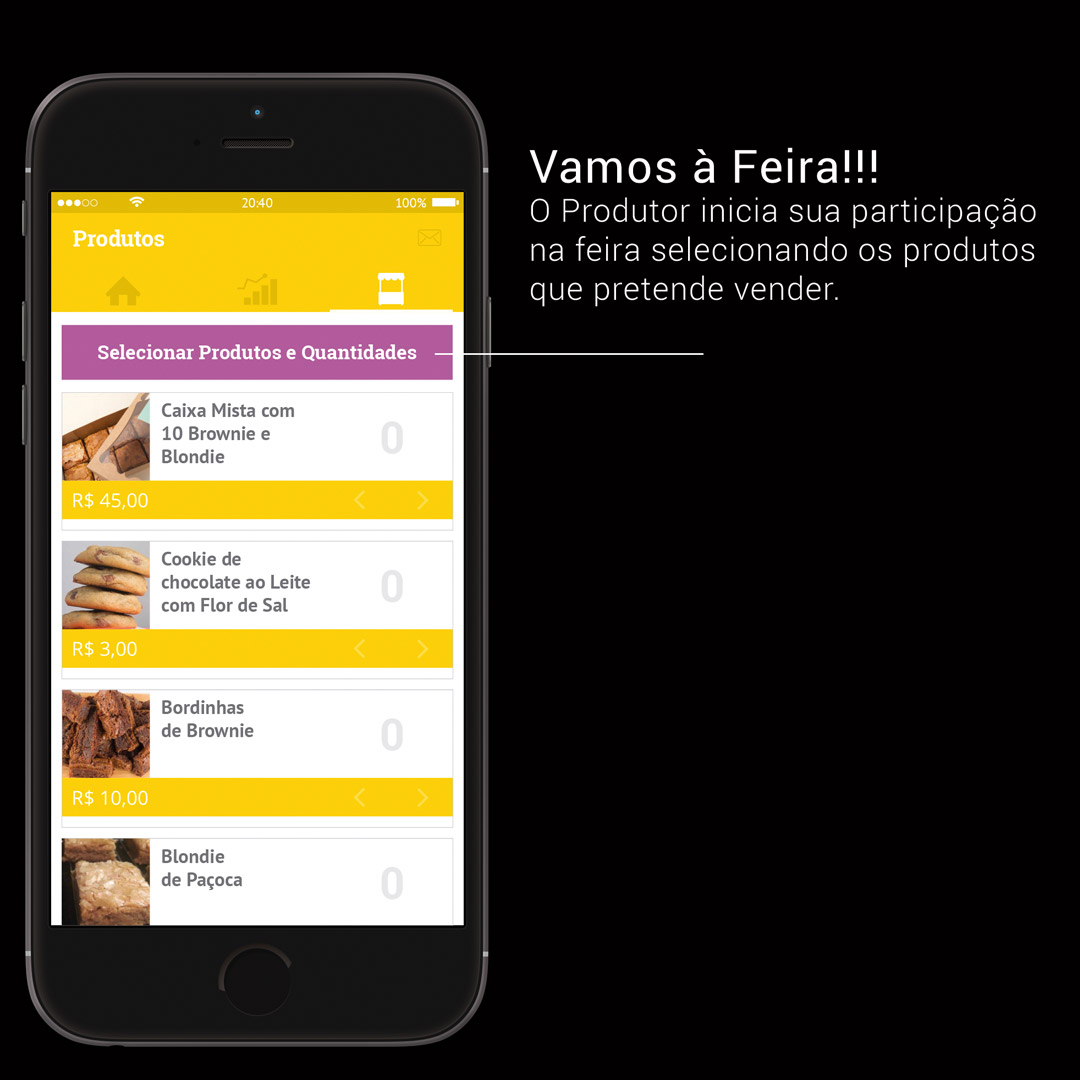 Vamos à Feira!!!
O Produtor inicia sua participação
na feira selecionando os produtos
que pretende vender.
20:40
100%
Produtos
Selecionar Produtos e Quantidades
Caixa Mista com
10 Brownie e
Blondie
0
R$ 45,00
Cookie de
chocolate ao Leite
com Flor de Sal
0
R$ 3,00
Bordinhas
de Brownie
0
R$ 10,00
Blondie
de Paçoca
0